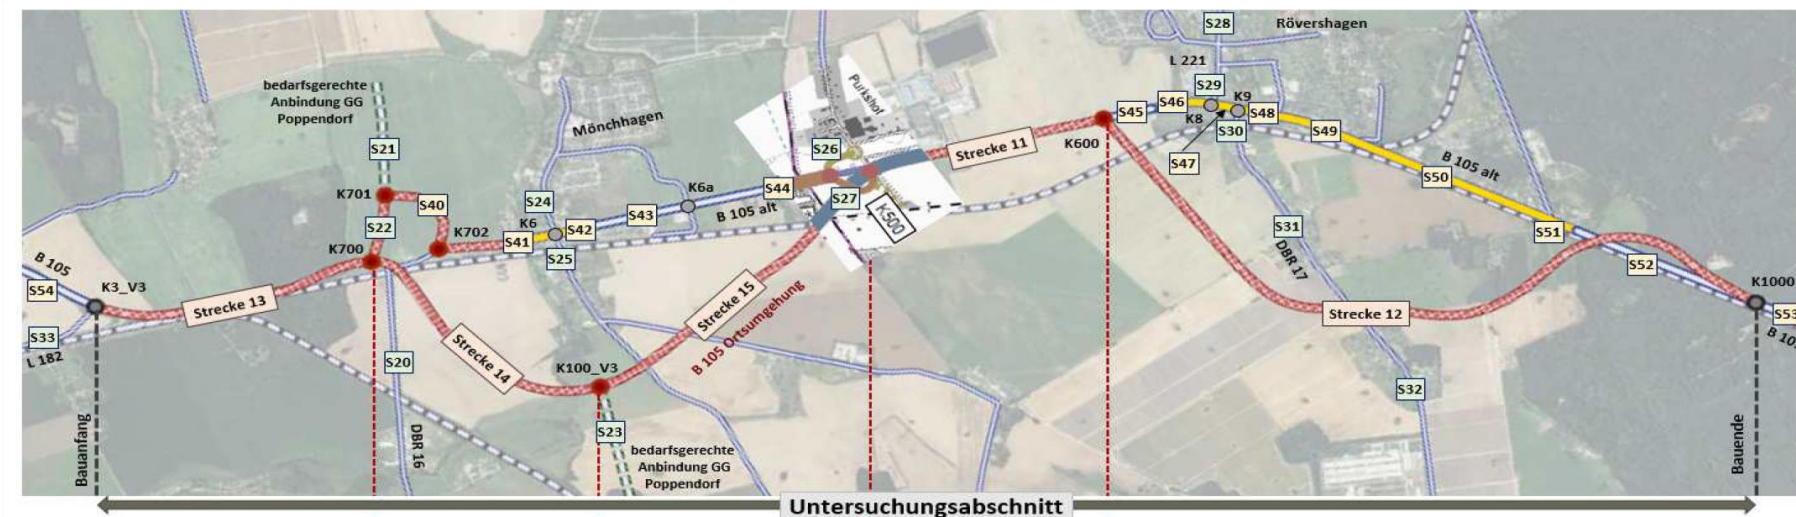 S28
Rövershagen
L 221
bedarfsgerechte
Anbindung GG
Poppendorf
Purkshof
S29
S46
K9
S45
S48
K8
Mönchhagen
S30
S49
K600
Strecke 11
S21
S26
S47
B 105 alt
S50
K701
S40
S44
K6a
S24
S43
S27
B 105 alt
K500
S22
K702
K6
S42
S41
S31
S51
K700
S25
DBR 17
B 105
S54
K3_V3
S52
K1000
Strecke 13
Strecke 15
Strecke 12
S53
S33
L 182
B 105 Ortsumgehung
Strecke 14
S20
K100_V3
S32
S23
DBR 16
bedarfsgerechte
Anbindung GG
Poppendorf
Bauanfang
Bauende
Untersuchungsabschnitt